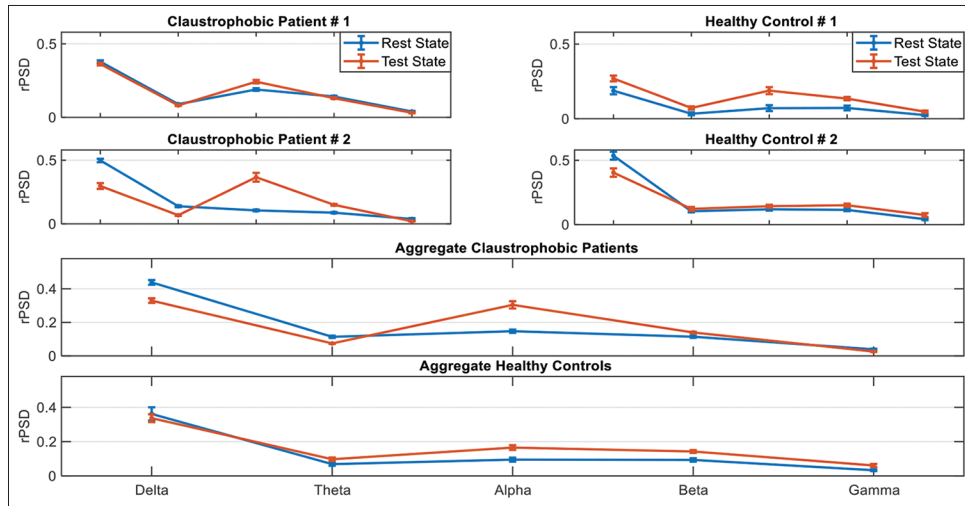 Claustrophobic Patient # 1
Healthy Control # 1
rPSD
0.5
0
Rest State
Test State
rPSD
0.5
0
Rest State
Test State
Claustrophobic Patient # 2
Healthy Control # 2
rPSD
0.5
0
rPSD
0.5
0
Aggregate Claustrophobic Patients
rPSD
0.4
0.2
0
Aggregate Healthy Controls
rPSD
0.4
0.2
0
Delta Theta Alpha Beta Gamma